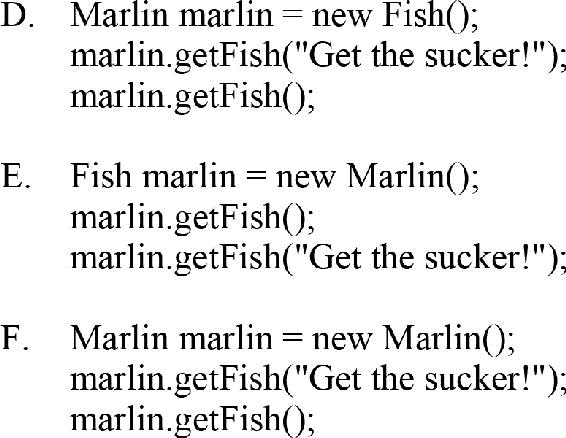 D. Marlin marlin = new Fish();
marlin.getFish("Get the sucker!");
marlin.getFish();
E. Fish marlin = new Marlin();
marlin.getFish();
marlin.getFish("Get the sucker!");
F. Marlin marlin = new Marlin();
marlin.getFish("Get the sucker!");
marlin.getFish();